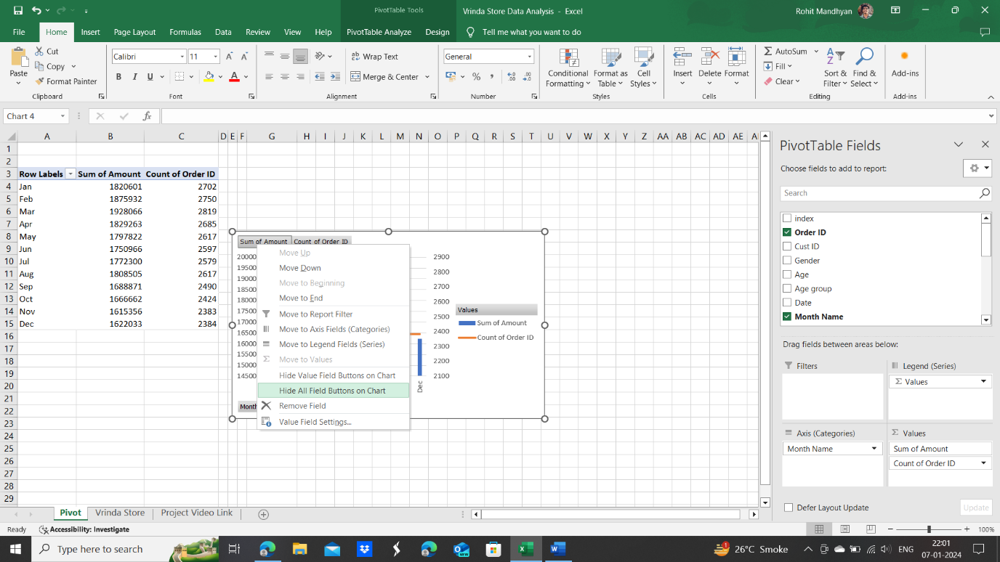 PivotTable Tools
Vrinda Store Data Analysis - Excel
Rohit Mandhyan
File Home Insert Page Layout Formulas Data Review View Help PivotTable Analyze Design Tell me what you want to do
Paste
Cut
Copy
Format Painter
Clipboard
Calibri 11
B I U
Font
Wrap Text
Merge & Center
Alignment
General
%
Number
Conditional Formatting
Format as Table
Cell Styles
Styles
Insert Delete Format
Cells
AutoSum
Fill
Clear
Sort & Filter
Find & Select
Editing
Add-ins
Add-ins
Chart 4
fx
A B C D E F G H I J K L M N O P Q R S T U V W X Y Z AA AB AC AD AE
1
2
3 Row Labels Sum of Amount Count of Order ID
4 Jan 1820601 2702
5 Feb 1875932 2750
6 Mar 1928066 2819
7 Apr 1829263 2685
8 May 1797822 2617
9 Jun 1750966 2597
10 Jul 1772300 2579
11 Aug 1808505 2617
12 Sep 1688871 2490
13 Oct 1666662 2424
14 Nov 1615356 2383
15 Dec 1622033 2384
16
17
18
19
20
21
22
23
24
25
26
27
28
29
Sum of Amount Count of Order ID
20000
19500
19000
18500
18000
17500
17000
16500
16000
15500
15000
14500
Month
Move Up
Move Down
Move to Beginning
Move to End
Move to Report Filter
Move to Axis Fields (Categories)
Move to Legend Fields (Series)
Move to Values
Hide Value Field Buttons on Chart
Hide All Field Buttons on Chart
Remove Field
Value Field Settings...
Dec
2900
2800
2700
2600
2500
2400
2300
2200
2100
Values
Sum of Amount
Count of Order ID
PivotTable Fields
Choose fields to add to report:
Search
index
Order ID
Cust ID
Gender
Age
Age group
Date
Month Name
Drag fields between areas below:
Filters
Legend (Series)
Values
Axis (Categories)
Month Name
Values
Sum of Amount
Count of Order ID
Defer Layout Update
Update
Pivot Vrinda Store Project Video Link
Ready Accessibility: Investigate
100%
Type here to search
26°C Smoke
ENG
22:01
07-01-2024